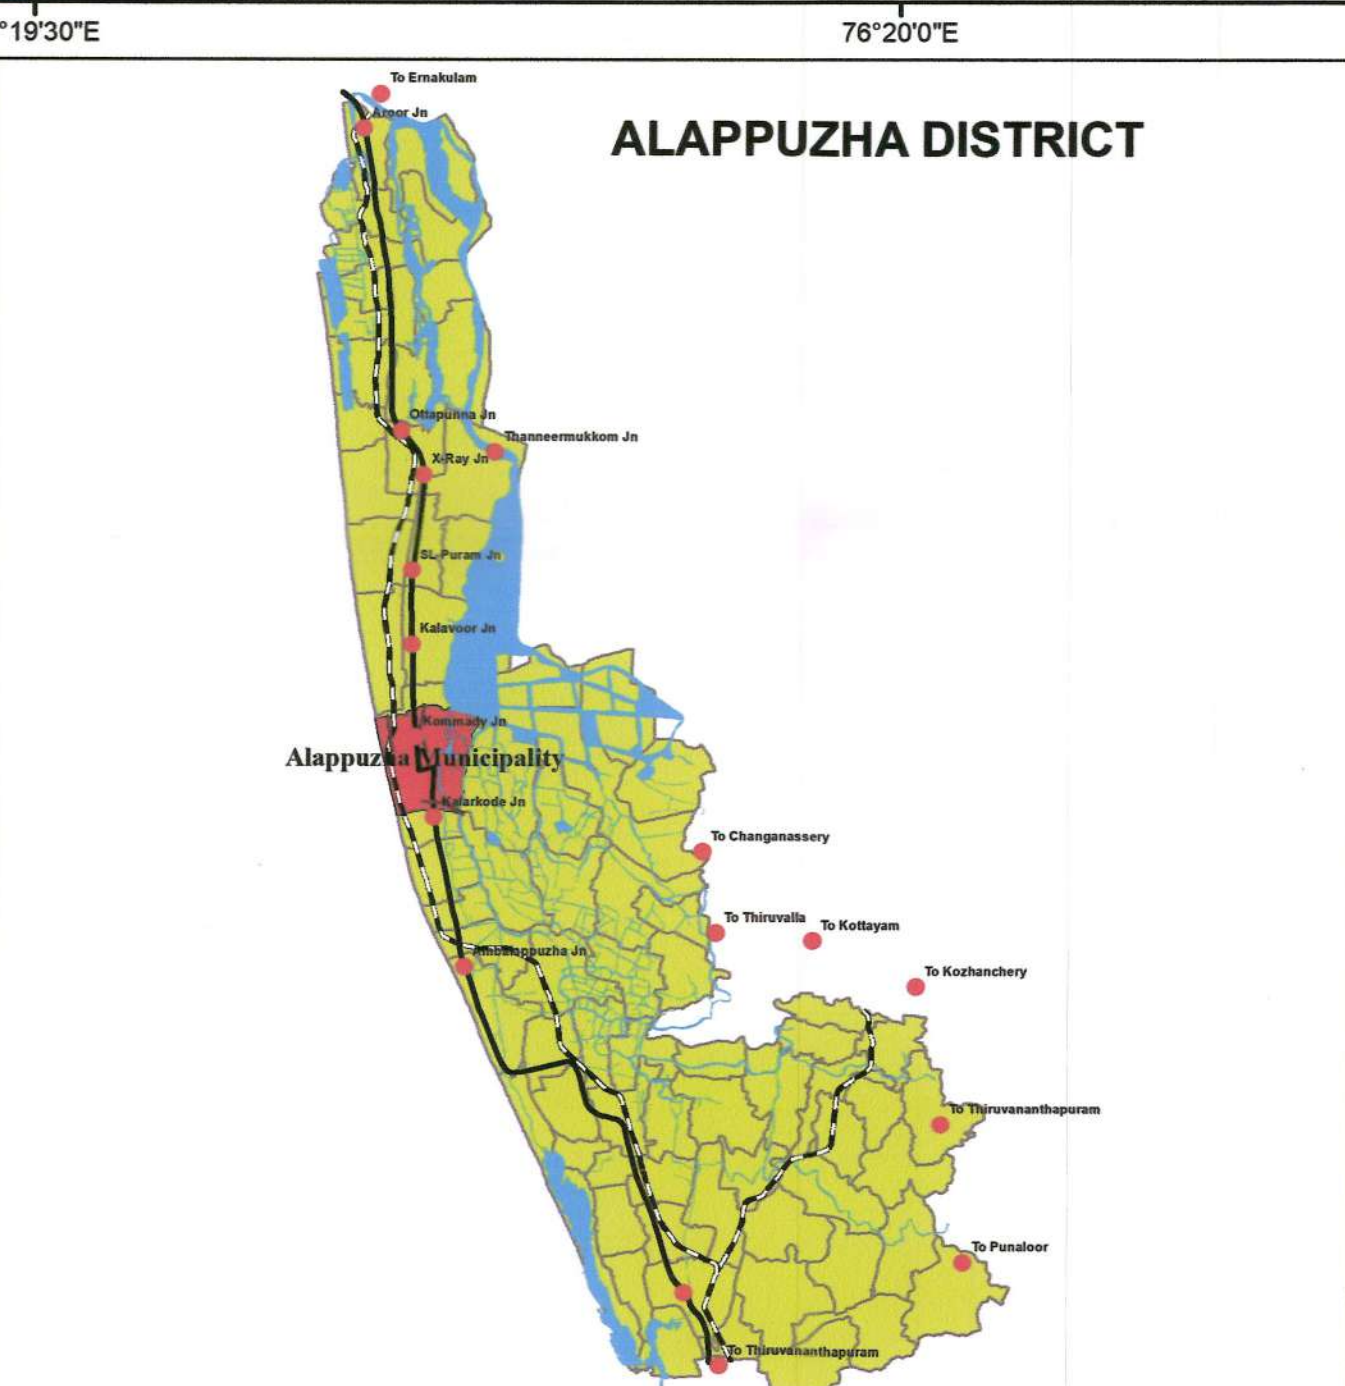 °19'30"E
76°20'0"E
To Ernakulam
Aroor Jn
ALAPPUZHA DISTRICT
Ottapunna Jn
Thanneermukkom Jn
X-Ray Jn
SL-Puram Jn
Kalavoor Jn
Kommady Jn
Alappuzha Municipality
Kalarkode Jn
To Changanassery
To Thiruvalla
To Kottayam
Ambalappuzha Jn
To Kozhanchery
To Thiruvananthapuram
To Punaloor
To Thiruvananthapuram